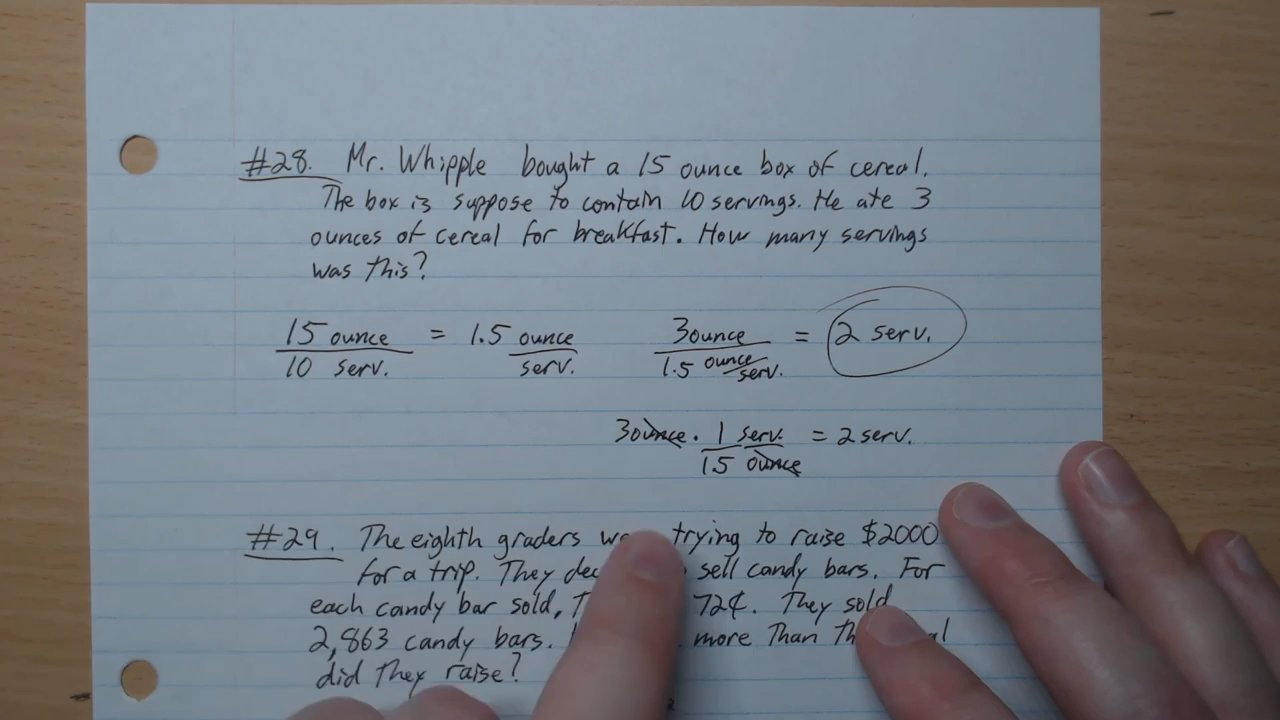 #28. Mr. Whipple bought a 15 ounce box of cereal.
The box is suppose to contain 10 servings. He ate 3
ounces of cereal for breakfast. How many servings
was this?
15 ounce / 10 serv. = 1.5 ounce / serv.
3 ounce / 1.5 ounce/serv. = 2 serv.
3 ounce · 1 serv. / 1.5 ounce = 2 serv.
#29. The eighth graders trying to raise $2000
for a trip. They sell candy bars. For
each candy bar sold, 72¢. They sold
2,863 candy bars. more than
did they raise?